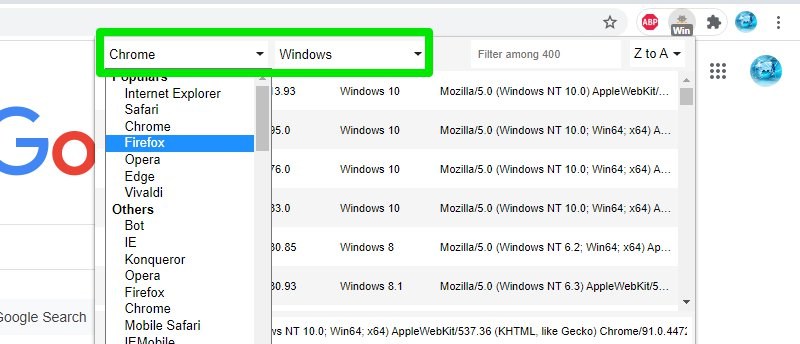 ABP
Win
Chrome
Windows
Filter among 400
Z to A
Populars
Internet Explorer
Safari
Chrome
Firefox
Opera
Edge
Vivaldi
Others
Bot
IE
Konqueror
Opera
Firefox
Chrome
Mobile Safari
IEMobile
3.93 Windows 10 Mozilla/5.0 (Windows NT 10.0) AppleWebKit/...
95.0 Windows 10 Mozilla/5.0 (Windows NT 10.0; Win64; x64) A...
76.0 Windows 10 Mozilla/5.0 (Windows NT 10.0; Win64; x64) A...
33.0 Windows 10 Mozilla/5.0 (Windows NT 10.0; Win64; x64) A...
30.85 Windows 8 Mozilla/5.0 (Windows NT 6.2; Win64; x64) Ap...
30.93 Windows 8.1 Mozilla/5.0 (Windows NT 6.3) AppleWebKit/5...
ws NT 10.0; Win64; x64) AppleWebKit/537.36 (KHTML, like Gecko) Chrome/91.0.4472
Go
Google Search